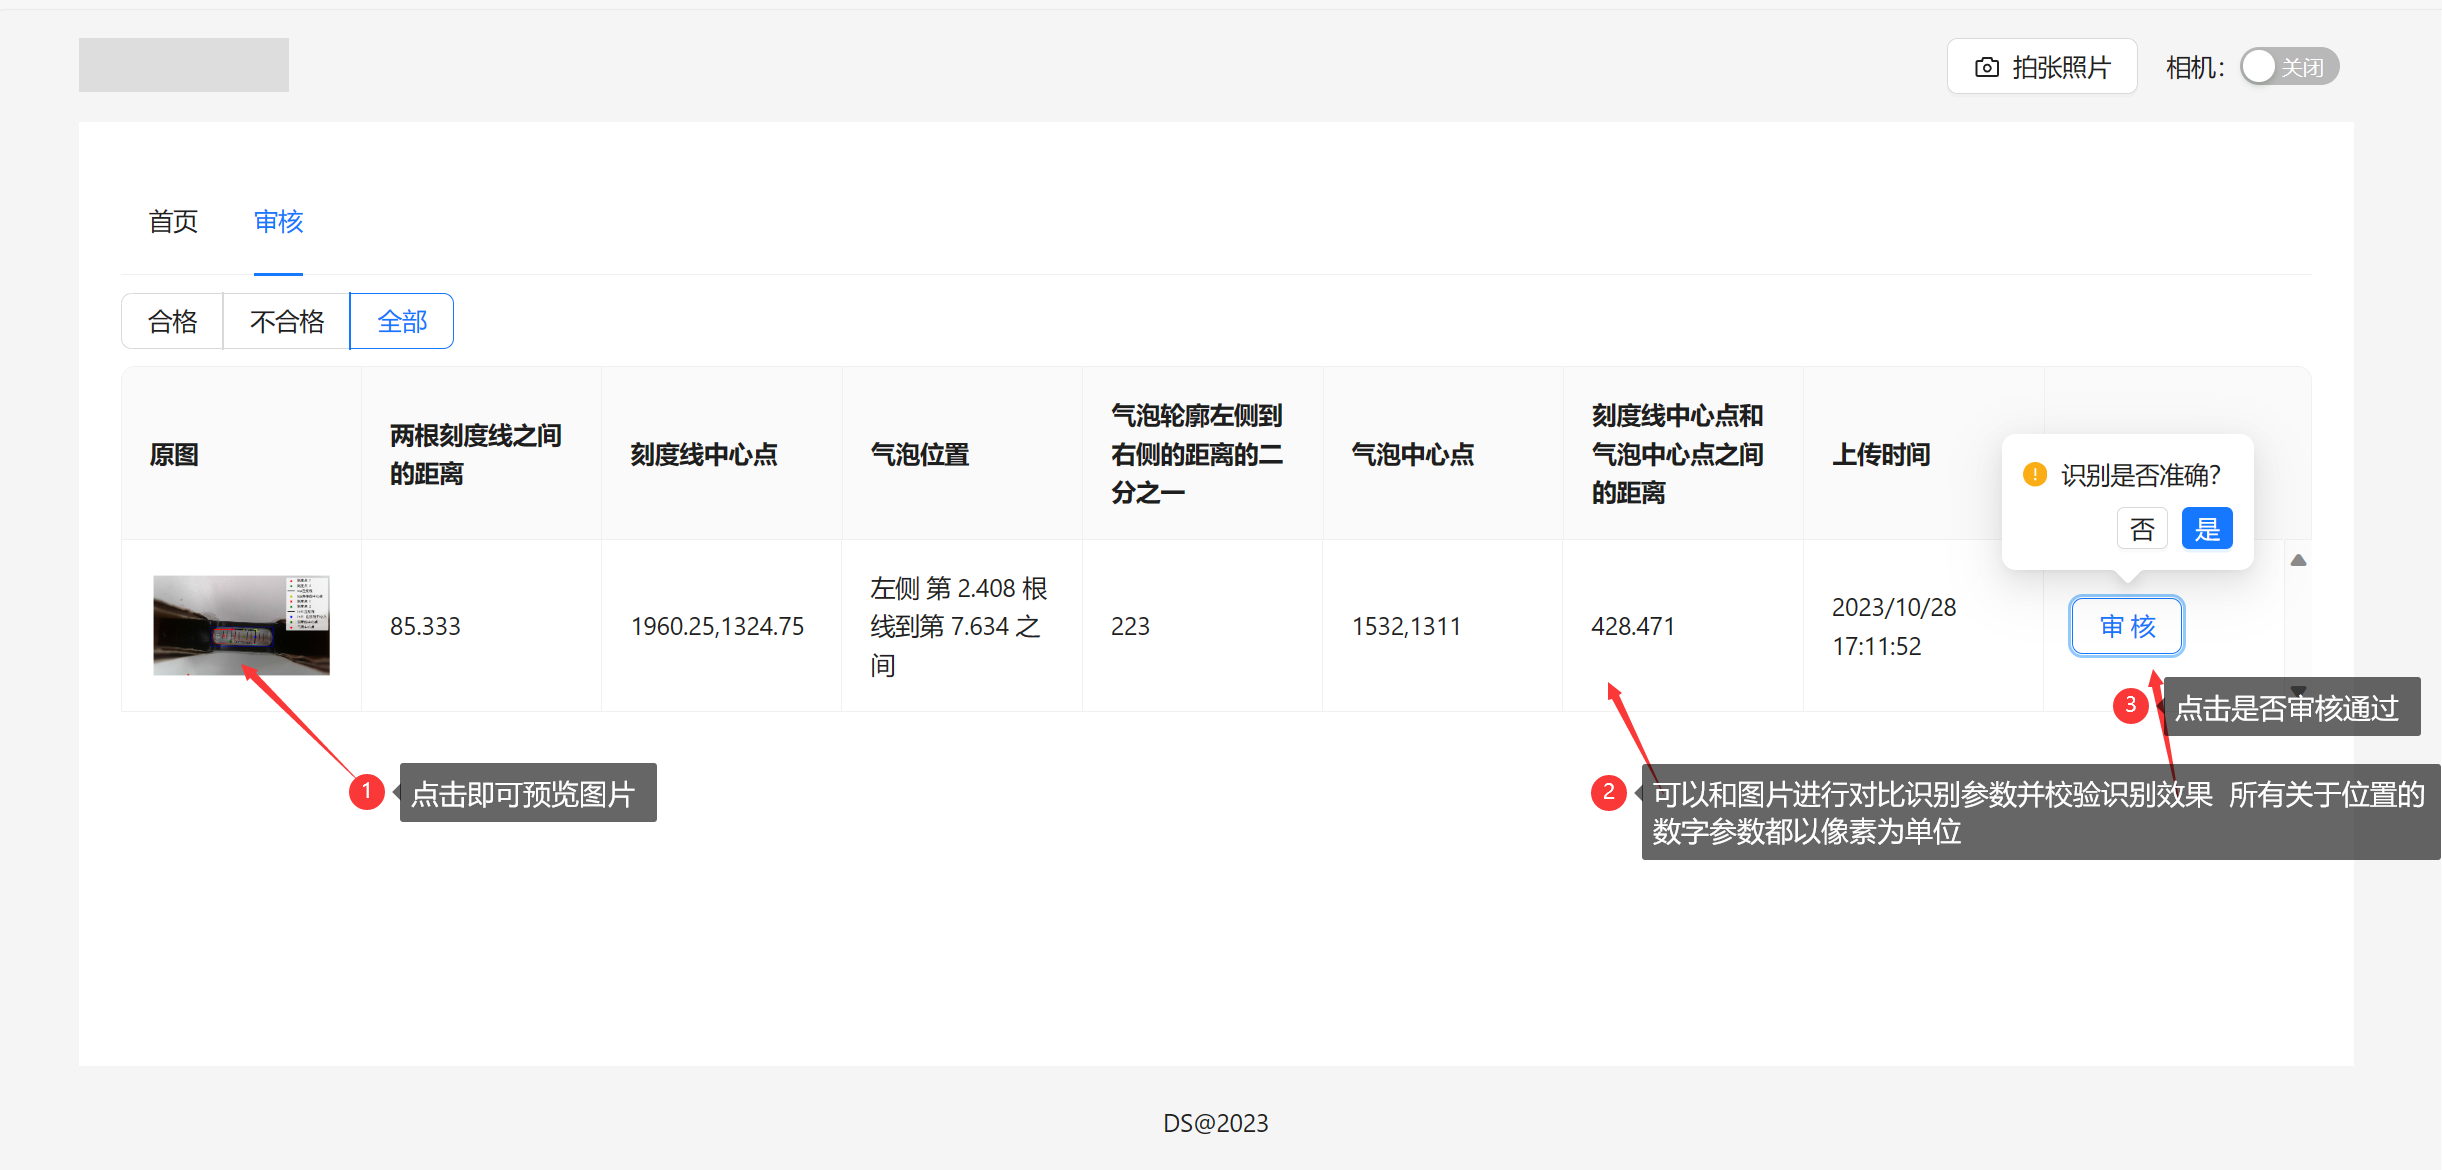 拍张照片
相机：
关闭
首页
审核
合格
不合格
全部
原图
两根刻度线之间
的距离
刻度线中心点
气泡位置
气泡轮廓左侧到
右侧的距离的二
分之一
气泡中心点
刻度线中心点和
气泡中心点之间
的距离
上传时间
识别是否准确？
否
是
85.333
1960.25,1324.75
左侧 第 2.408 根
线到第 7.634 之
间
223
1532,1311
428.471
2023/10/28
17:11:52
审 核
3
点击是否审核通过
1
点击即可预览图片
2
可以和图片进行对比识别参数并校验识别效果 所有关于位置的
数字参数都以像素为单位
DS@2023